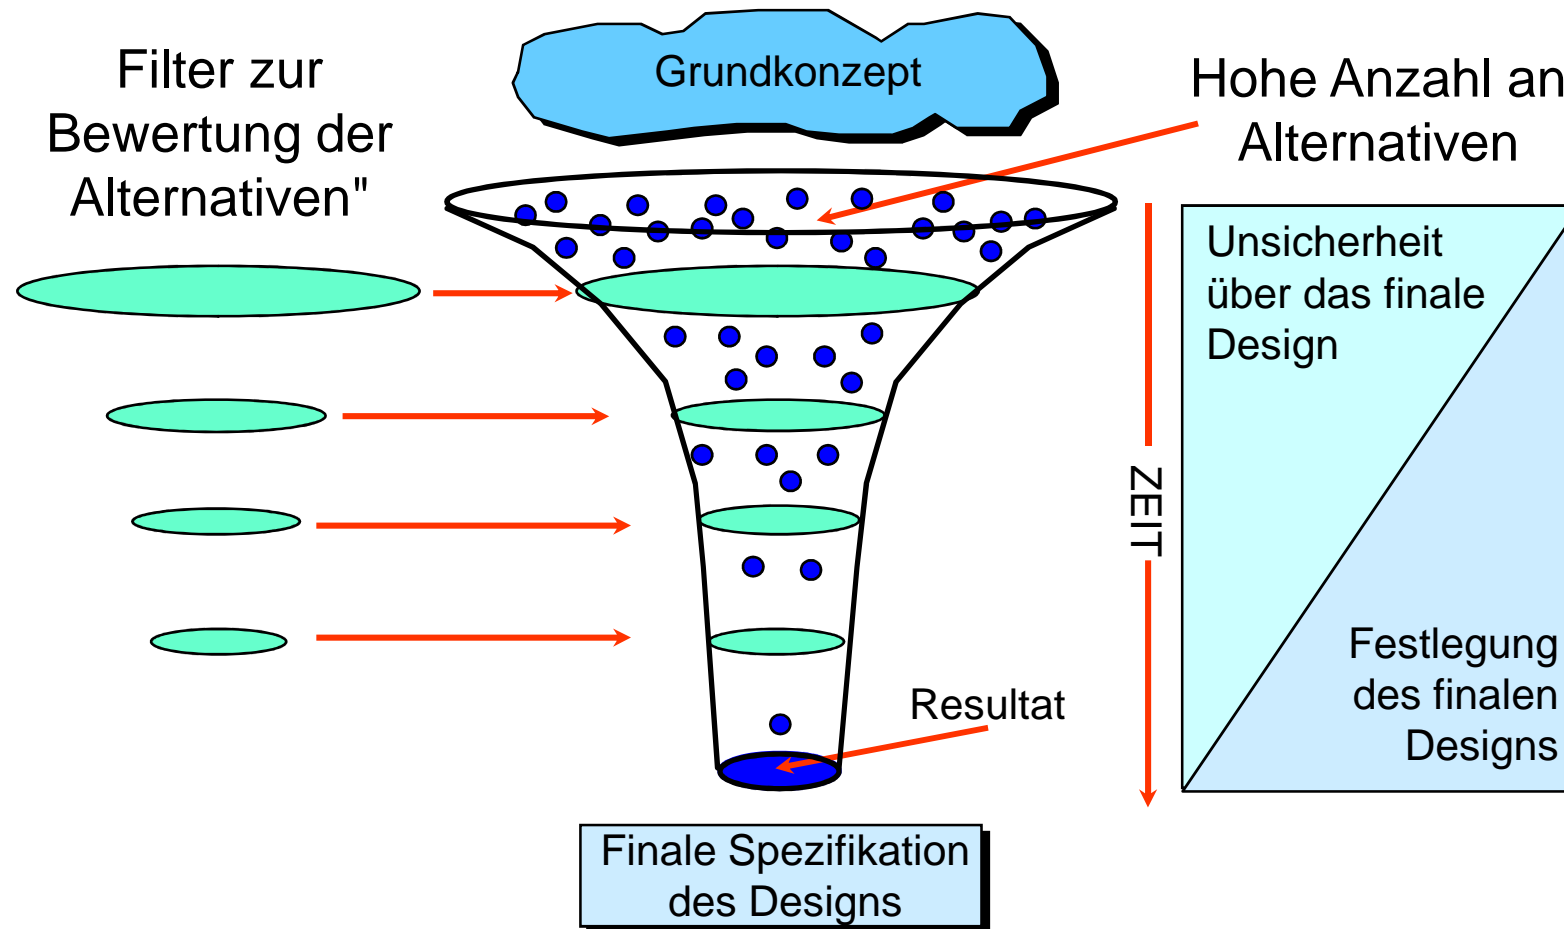 Filter zur
Bewertung der
Alternativen"
Grundkonzept
Hohe Anzahl an
Alternativen
Unsicherheit
über das finale
Design
ZEIT
Festlegung
des finalen
Designs
Resultat
Finale Spezifikation
des Designs